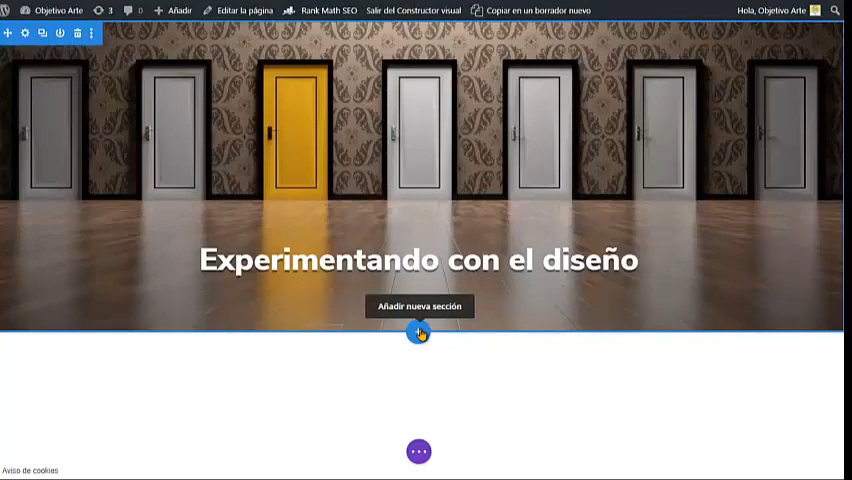 Objetivo Arte 3 0 Añadir Editar la página Rank Math SEO Salir del Constructor visual Copiar en un borrador nuevo Hola, Objetivo Arte
Experimentando con el diseño
Añadir nueva sección
Aviso de cookies